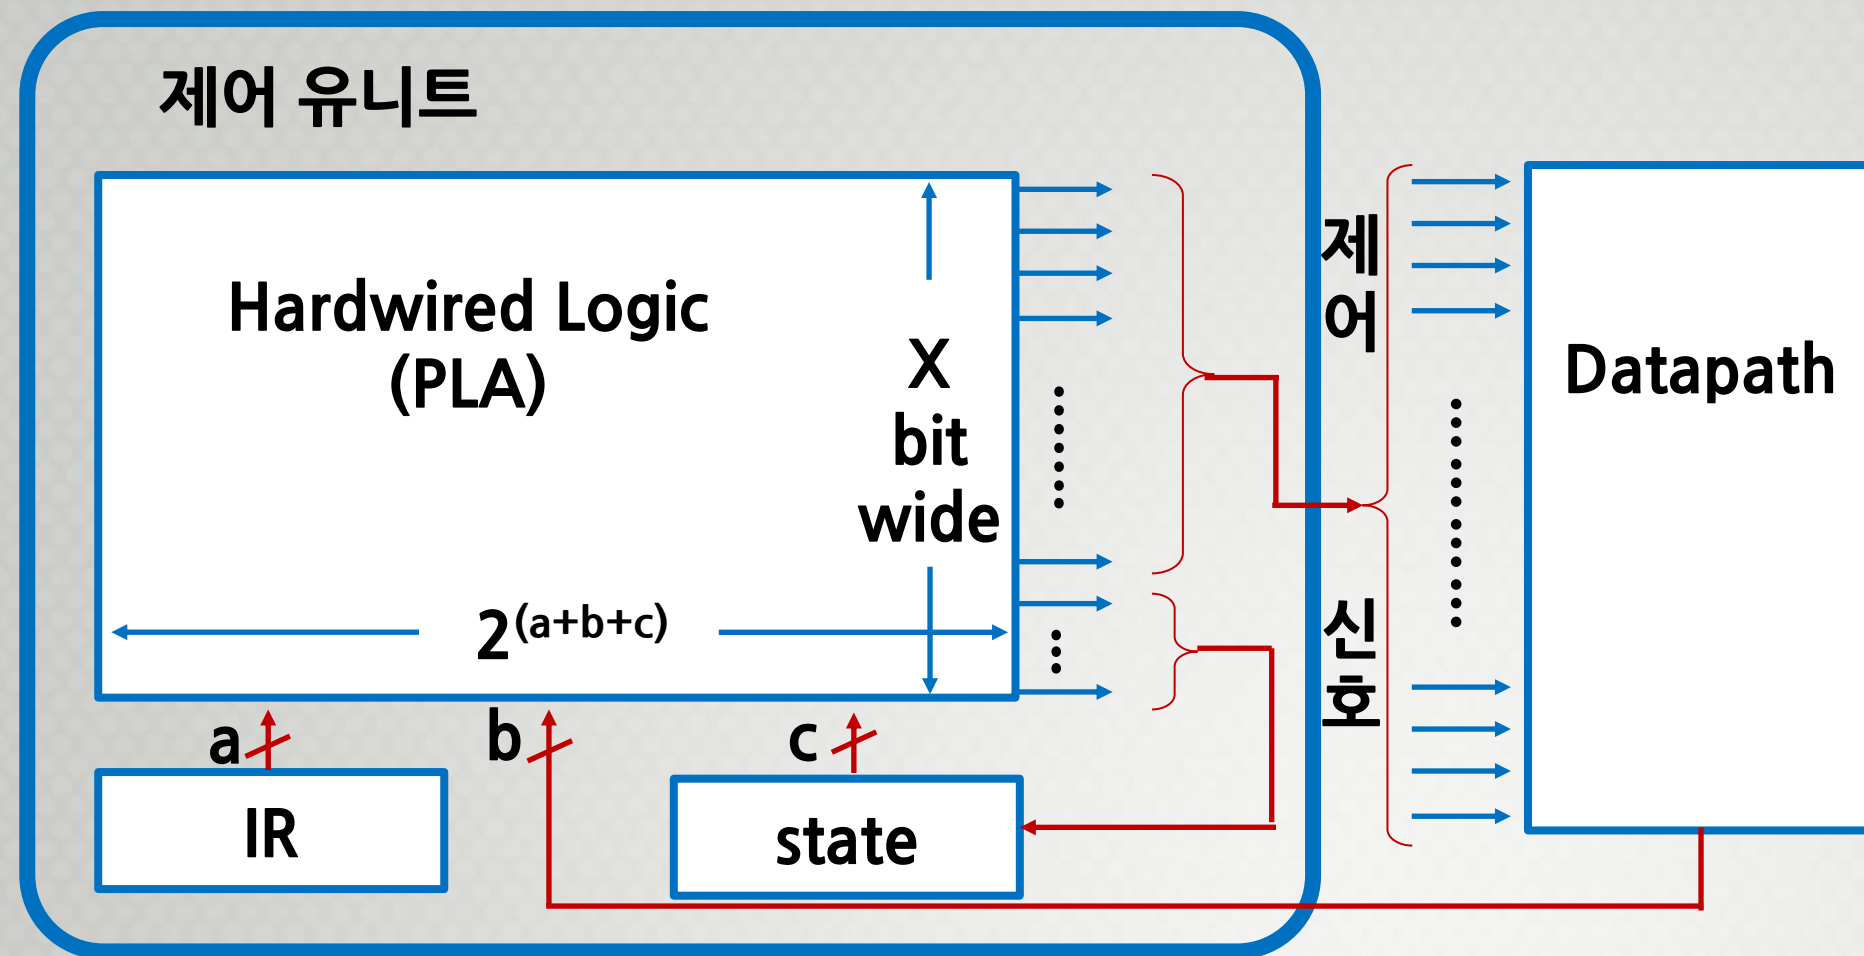 제어 유니트
Hardwired Logic
(PLA)
X
bit
wide
2(a+b+c)
a
b
c
IR
state
제
어
신
호
Datapath